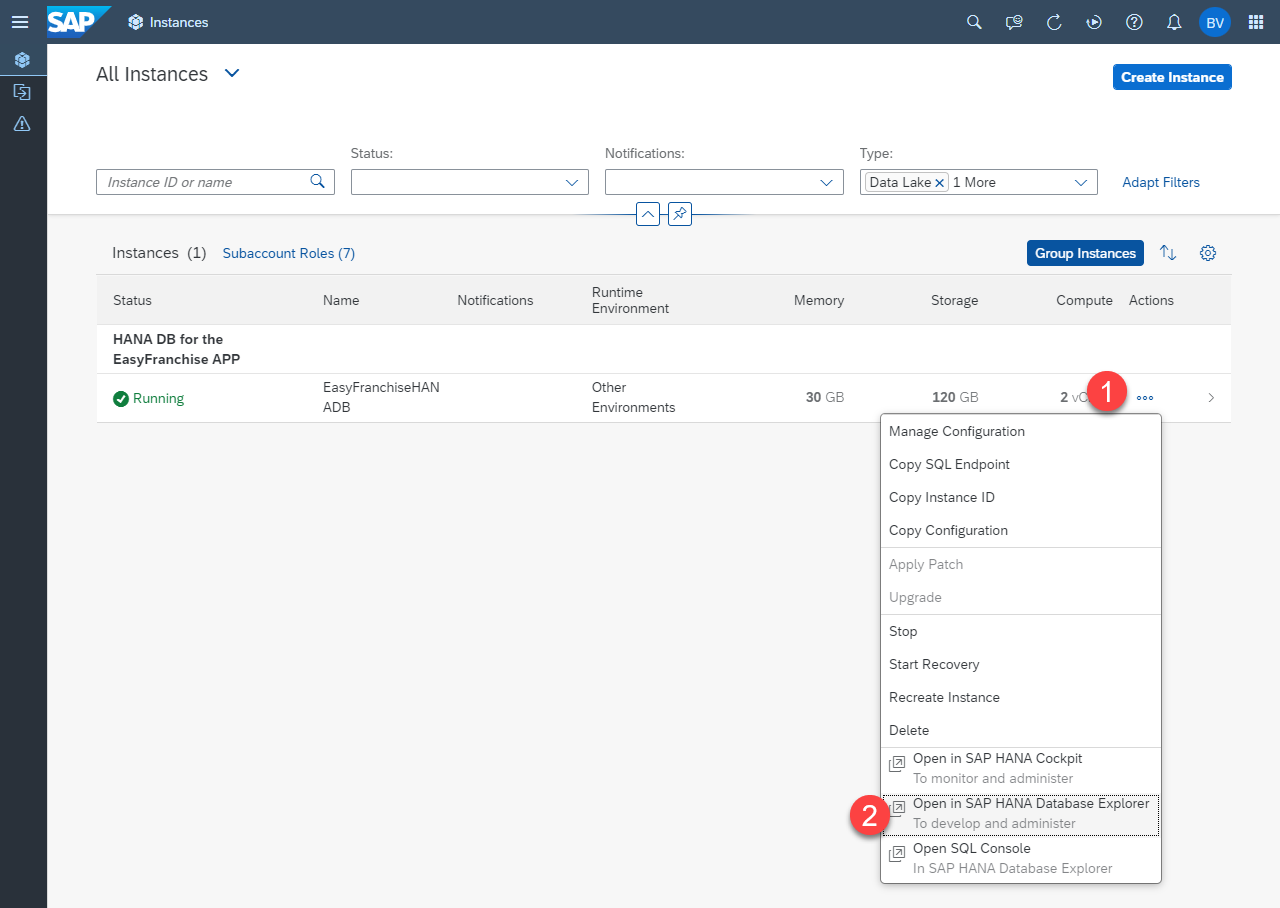 SAP Instances BV
All Instances
Create Instance
Status: Notifications: Type:
Instance ID or name Data Lake 1 More Adapt Filters
Instances (1) Subaccount Roles (7) Group Instances
Status Name Notifications Runtime Environment Memory Storage Compute Actions
HANA DB for the
EasyFranchise APP
Running EasyFranchiseHAN
ADB
Other
Environments
30 GB 120 GB 2 1
Manage Configuration
Copy SQL Endpoint
Copy Instance ID
Copy Configuration
Apply Patch
Upgrade
Stop
Start Recovery
Recreate Instance
Delete
Open in SAP HANA Cockpit
To monitor and administer
2 Open in SAP HANA Database Explorer
To develop and administer
Open SQL Console
In SAP HANA Database Explorer